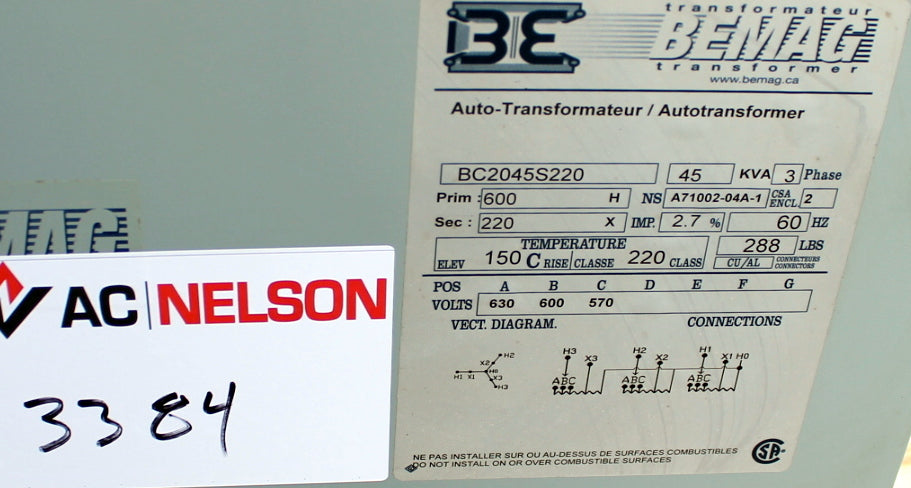 transformateur
BEMAG
transformer
www.bemag.ca
Auto-Transformateur / Autotransformer
BC2045S220 45 KVA 3 Phase
Prim : 600 H NS A71002-04A-1 CSA ENCL. 2
Sec : 220 X IMP. 2.7 % 60 HZ
TEMPERATURE 288 LBS
ELEV 150 C RISE CLASSE 220 CLASS CU/AL CONNECTEURS CONNECTORS
POS A B C D E F G
VOLTS 630 600 570
VECT. DIAGRAM. CONNECTIONS
H2
X2
H1 X1 H0
X3
H3
H3 X3 H2 X2 H1 X1 H0
ABC ABC ABC
NE PAS INSTALLER SUR OU AU-DESSUS DE SURFACES COMBUSTIBLES
DO NOT INSTALL ON OR OVER COMBUSTIBLE SURFACES
CSA
MAG
AC NELSON
3384